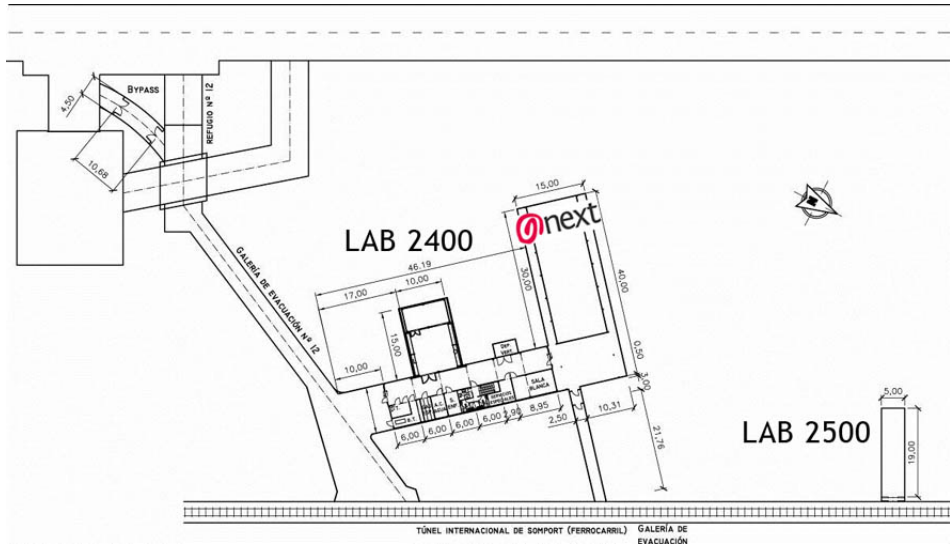 BYPASS
4,50
10,68
REFUGIO Nº 12
GALERÍA DE EVACUACIÓN Nº 12
LAB 2400
next
15,00
30,00
40,00
0,50
3,00
46,19
17,00
10,00
15,00
10,00
N
SALA
BLANCA
6,00
6,00
6,00
6,00
2,90
8,95
2,50
10,31
21,76
LAB 2500
5,00
19,00
TÚNEL INTERNACIONAL DE SOMPORT (FERROCARRIL)
GALERÍA DE
EVACUACIÓN